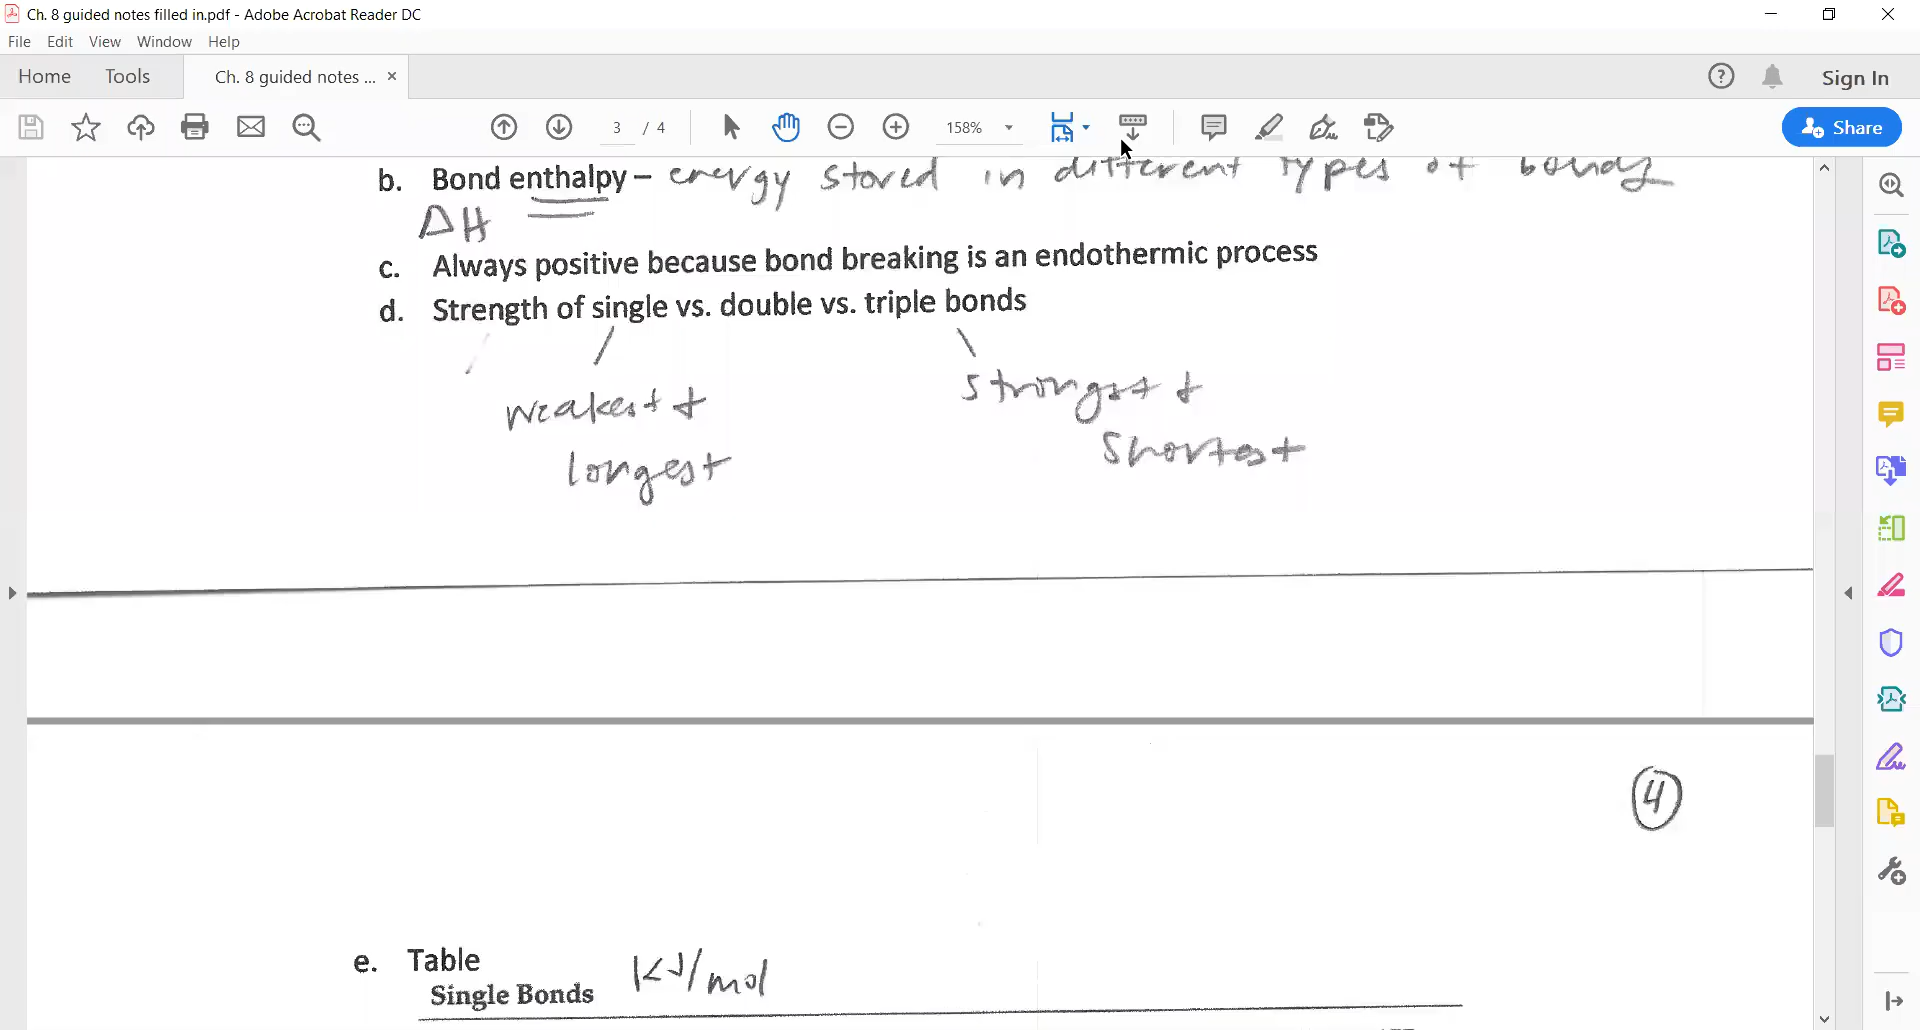 Ch. 8 guided notes filled in.pdf - Adobe Acrobat Reader DC
File Edit View Window Help
Home Tools Ch. 8 guided notes ... × Sign In
3 / 4 158% Share
b. Bond enthalpy – energy stored in different types of bonds
ΔH
c. Always positive because bond breaking is an endothermic process
d. Strength of single vs. double vs. triple bonds
weakest + strongest +
longest shortest
4
e. Table
Single Bonds KJ/mol